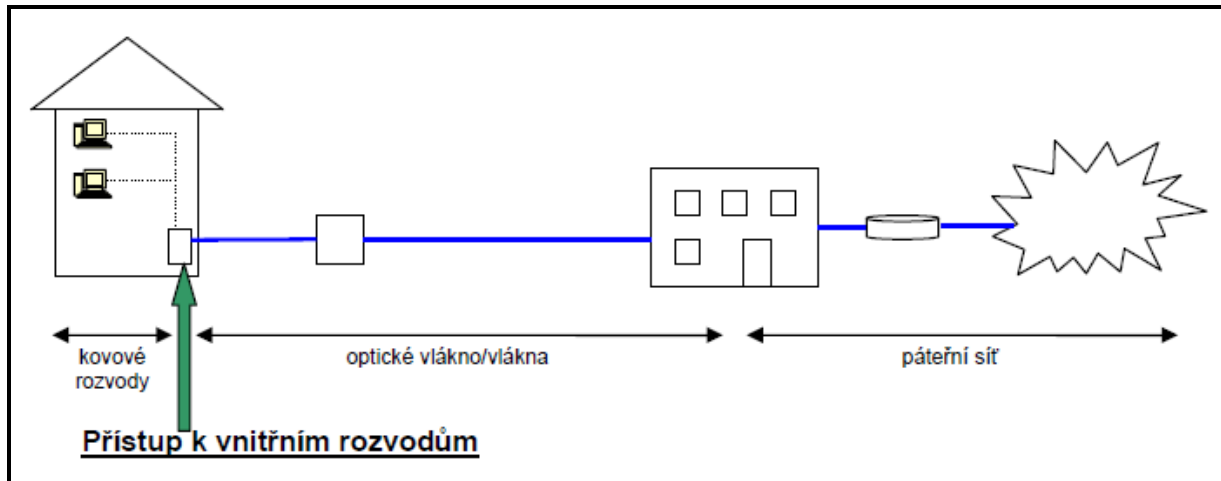 kovové
rozvody
optické vlákno/vlákna
páteřní síť
Přístup k vnitřním rozvodům